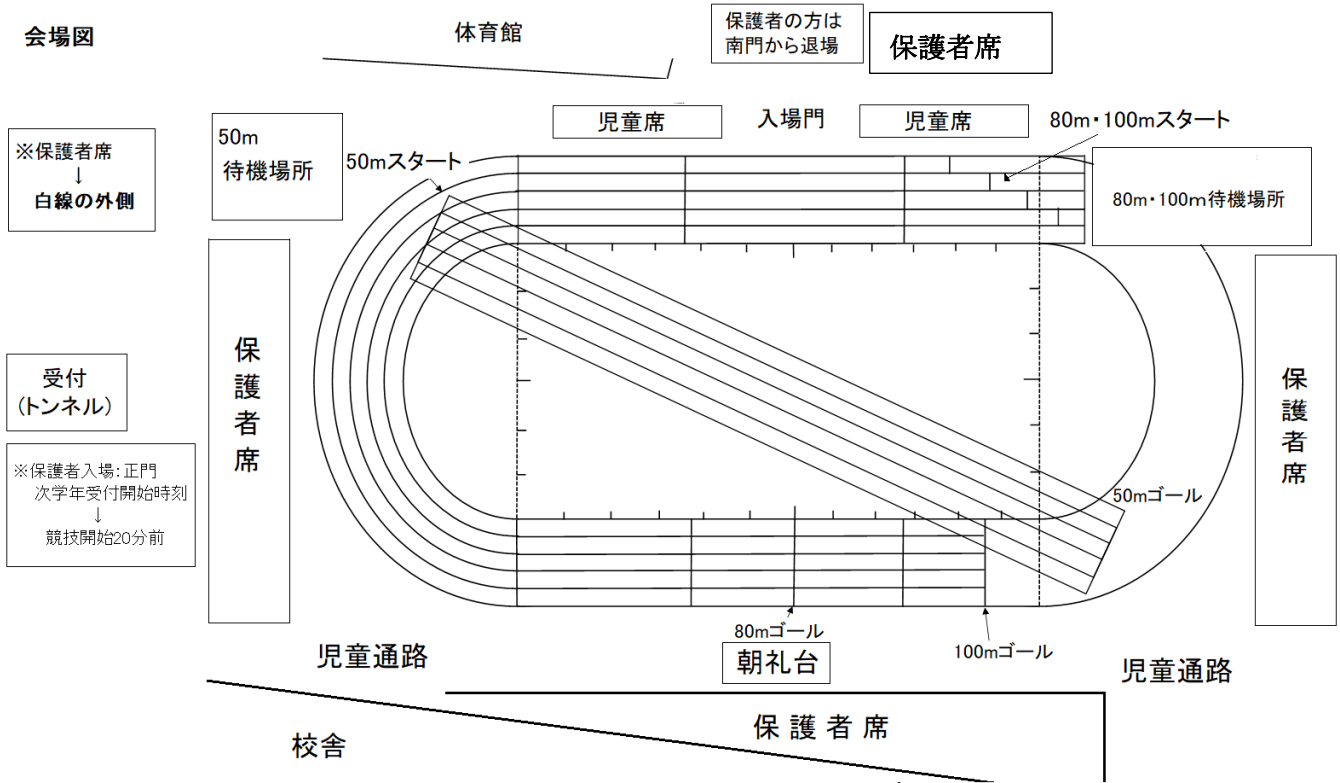 会場図
体育館
保護者の方は
南門から退場
保護者席
児童席
入場門
児童席
80m・100mスタート
50m
待機場所
50mスタート
※保護者席
↓
白線の外側
80m・100m待機場所
保護者席
受付
(トンネル)
※保護者入場:正門
次学年受付開始時刻
↓
競技開始20分前
保護者席
50mゴール
80mゴール
100mゴール
児童通路
朝礼台
児童通路
保護者席
校舎